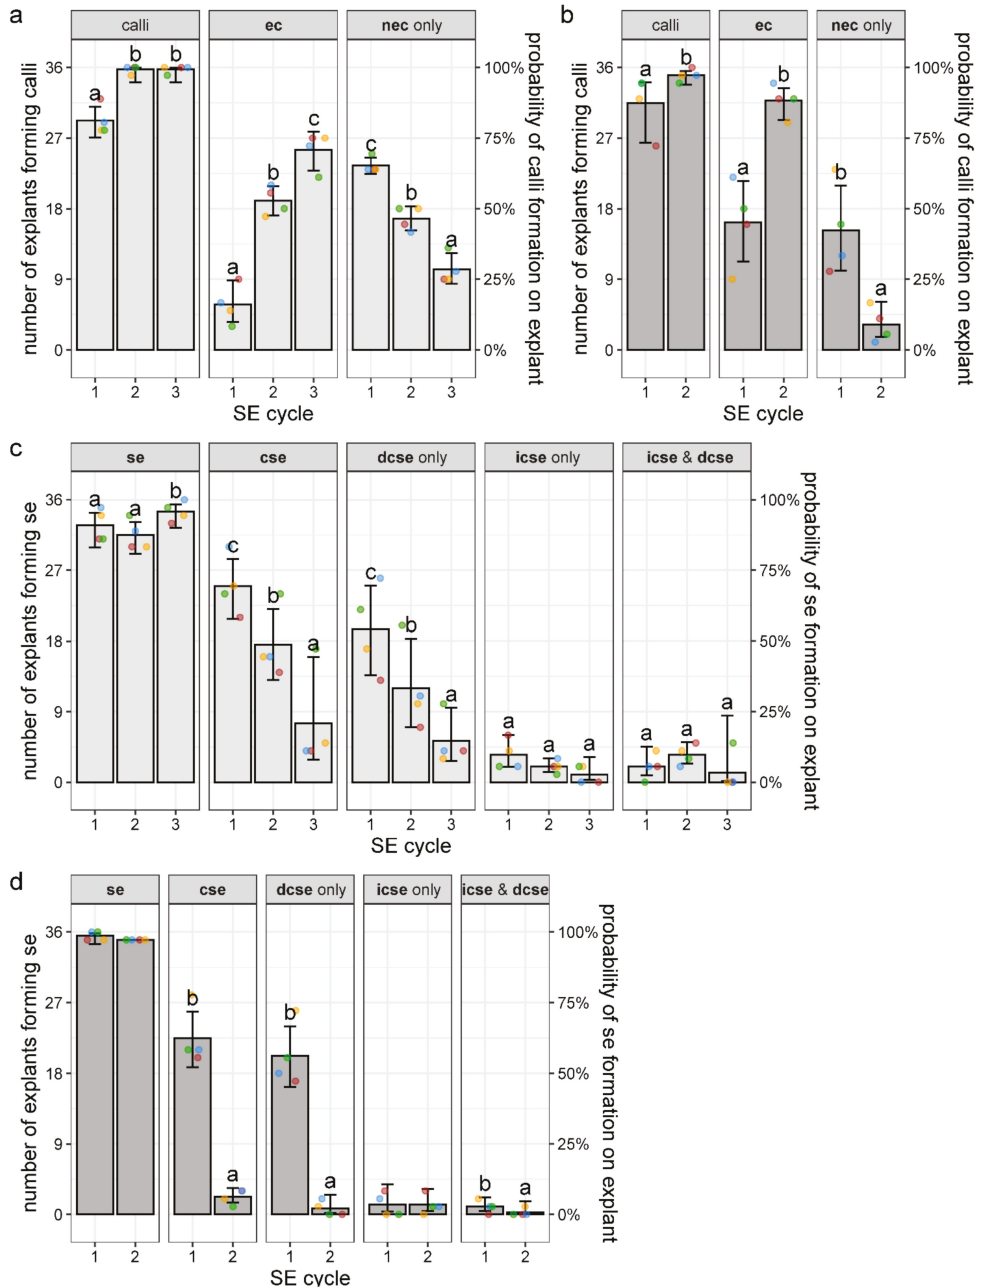 a
calli
ec
nec only
number of explants forming calli
36
27
18
9
0
a
b
b
a
b
c
c
b
a
100%
75%
50%
25%
0%
probability of calli formation on explant
1 2 3
1 2 3
1 2 3
SE cycle
b
calli
ec
nec only
number of explants forming calli
36
27
18
9
0
a
b
a
b
b
a
100%
75%
50%
25%
0%
probability of calli formation on explant
1 2
1 2
1 2
SE cycle
c
se
cse
dcse only
icse only
icse & dcse
number of explants forming se
36
27
18
9
0
a
a
b
c
b
a
c
b
a
a
a
a
a
a
a
100%
75%
50%
25%
0%
probability of se formation on explant
1 2 3
1 2 3
1 2 3
1 2 3
1 2 3
SE cycle
d
se
cse
dcse only
icse only
icse & dcse
number of explants forming se
36
27
18
9
0
b
a
b
a
b
a
100%
75%
50%
25%
0%
probability of se formation on explant
1 2
1 2
1 2
1 2
1 2
SE cycle